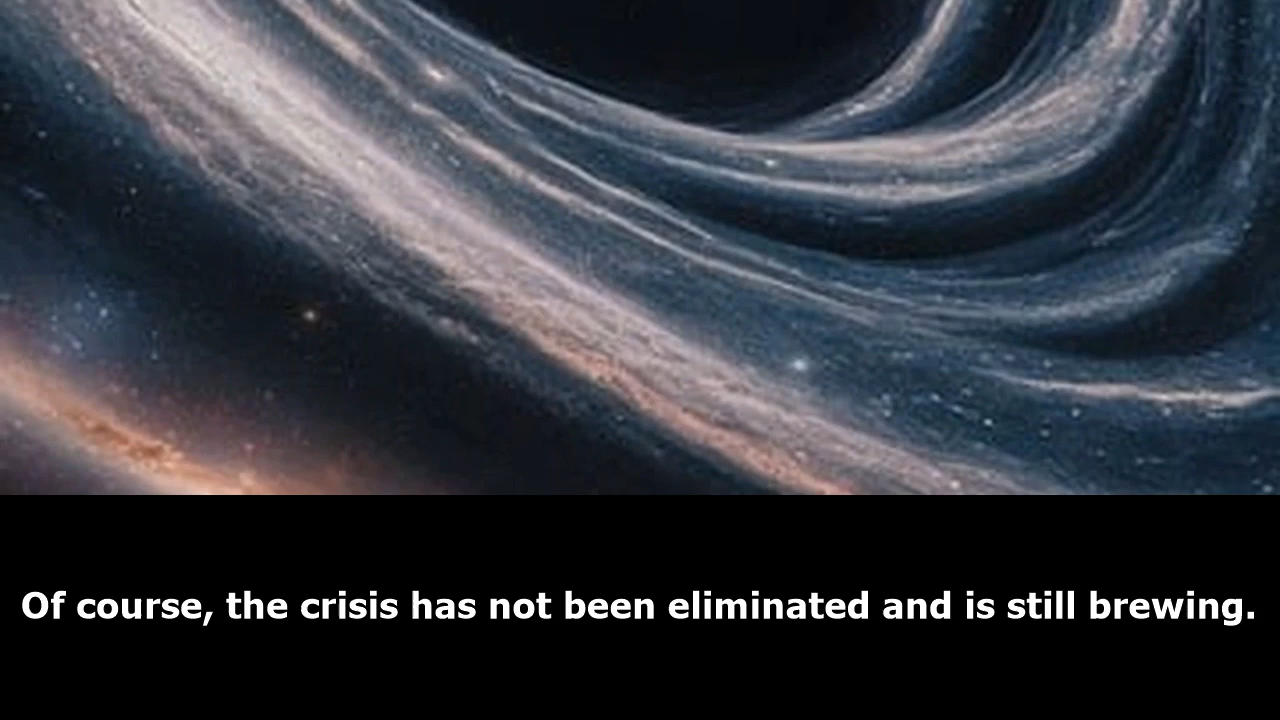 Of course, the crisis has not been eliminated and is still brewing.